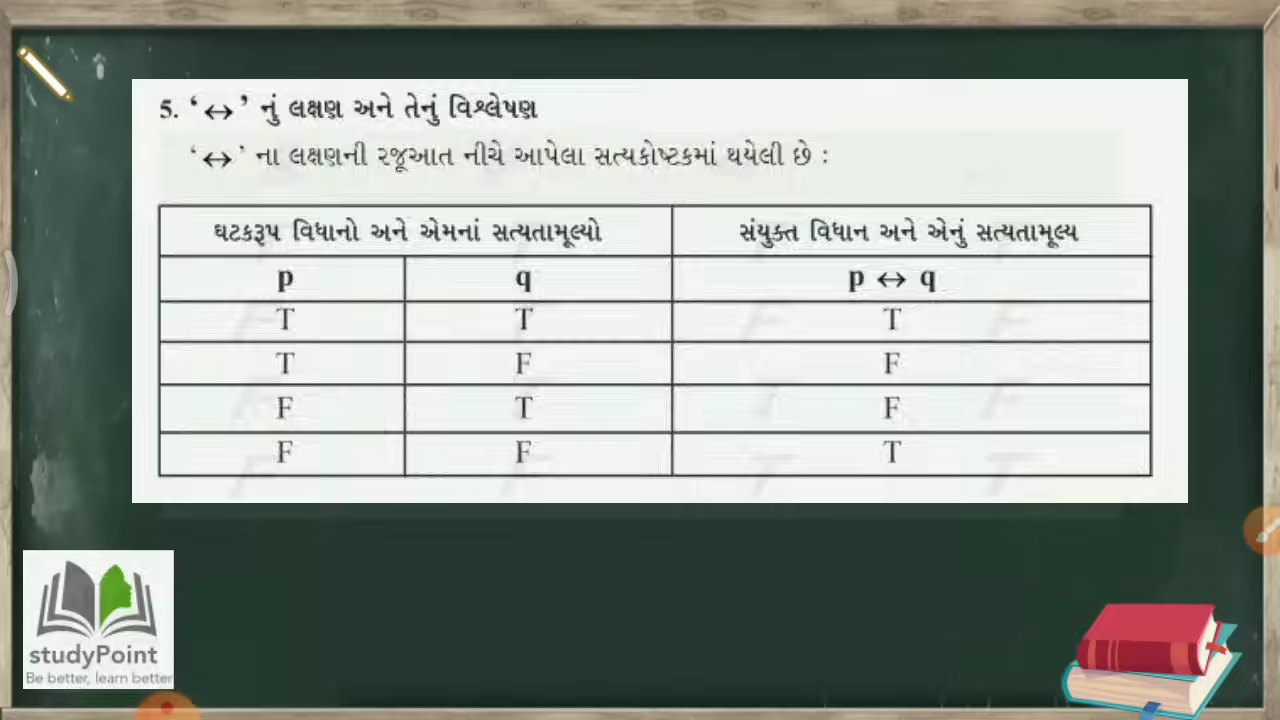 5. ‘ ↔ ’ નું લક્ષણ અને તેનું વિશ્લેષણ
‘ ↔ ’ ના લક્ષણની રજૂઆત નીચે આપેલા સત્યકોષ્ટકમાં થયેલી છે :
ઘટકરૂપ વિધાનો અને એમનાં સત્યતામૂલ્યો સંયુક્ત વિધાન અને એનું સત્યતામૂલ્ય
p q p ↔ q
T T T
T F F
F T F
F F T
studyPoint
Be better, learn better